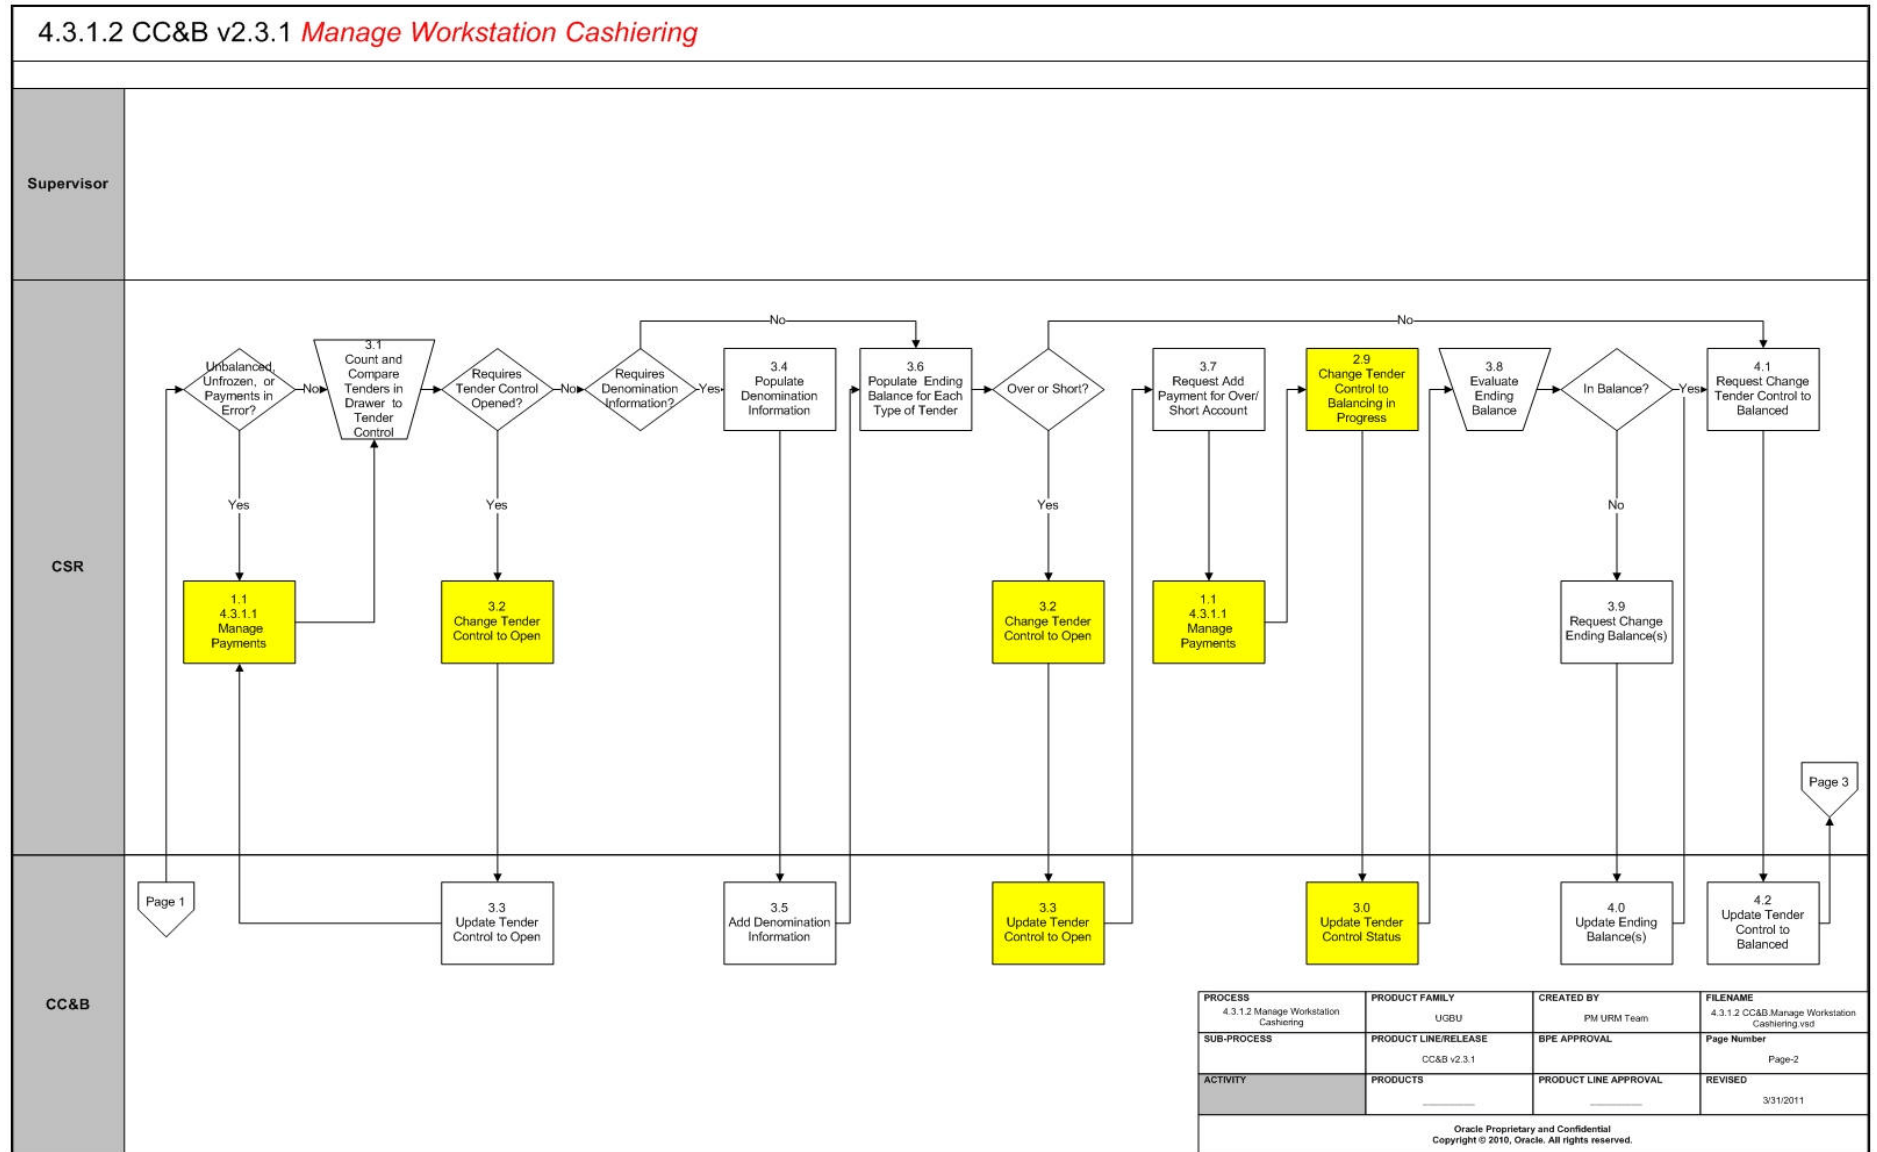 4.3.1.2 CC&B v2.3.1 Manage Workstation Cashiering
Supervisor
CSR
CC&B
Page 1
Unbalanced,
Unfrozen, or
Payments in
Error?
No
Yes
1.1
4.3.1.1
Manage
Payments
3.1
Count and
Compare
Tenders in
Drawer to
Tender
Control
Requires
Tender Control
Opened?
No
Yes
3.2
Change Tender
Control to Open
3.3
Update Tender
Control to Open
Requires
Denomination
Information?
No
Yes
3.4
Populate
Denomination
Information
3.5
Add Denomination
Information
3.6
Populate Ending
Balance for Each
Type of Tender
Over or Short?
No
Yes
3.2
Change Tender
Control to Open
3.3
Update Tender
Control to Open
3.7
Request Add
Payment for Over/
Short Account
1.1
4.3.1.1
Manage
Payments
2.9
Change Tender
Control to
Balancing in
Progress
3.0
Update Tender
Control Status
3.8
Evaluate
Ending
Balance
In Balance?
Yes
No
3.9
Request Change
Ending Balance(s)
4.0
Update Ending
Balance(s)
4.1
Request Change
Tender Control to
Balanced
4.2
Update Tender
Control to
Balanced
Page 3
PROCESS
4.3.1.2 Manage Workstation
Cashiering
PRODUCT FAMILY
UGBU
CREATED BY
PM URM Team
FILENAME
4.3.1.2 CC&B.Manage Workstation
Cashiering.vsd
SUB-PROCESS
PRODUCT LINE/RELEASE
CC&B v2.3.1
BPE APPROVAL
Page Number
Page-2
ACTIVITY
PRODUCTS
PRODUCT LINE APPROVAL
REVISED
3/31/2011
Oracle Proprietary and Confidential
Copyright © 2010, Oracle. All rights reserved.